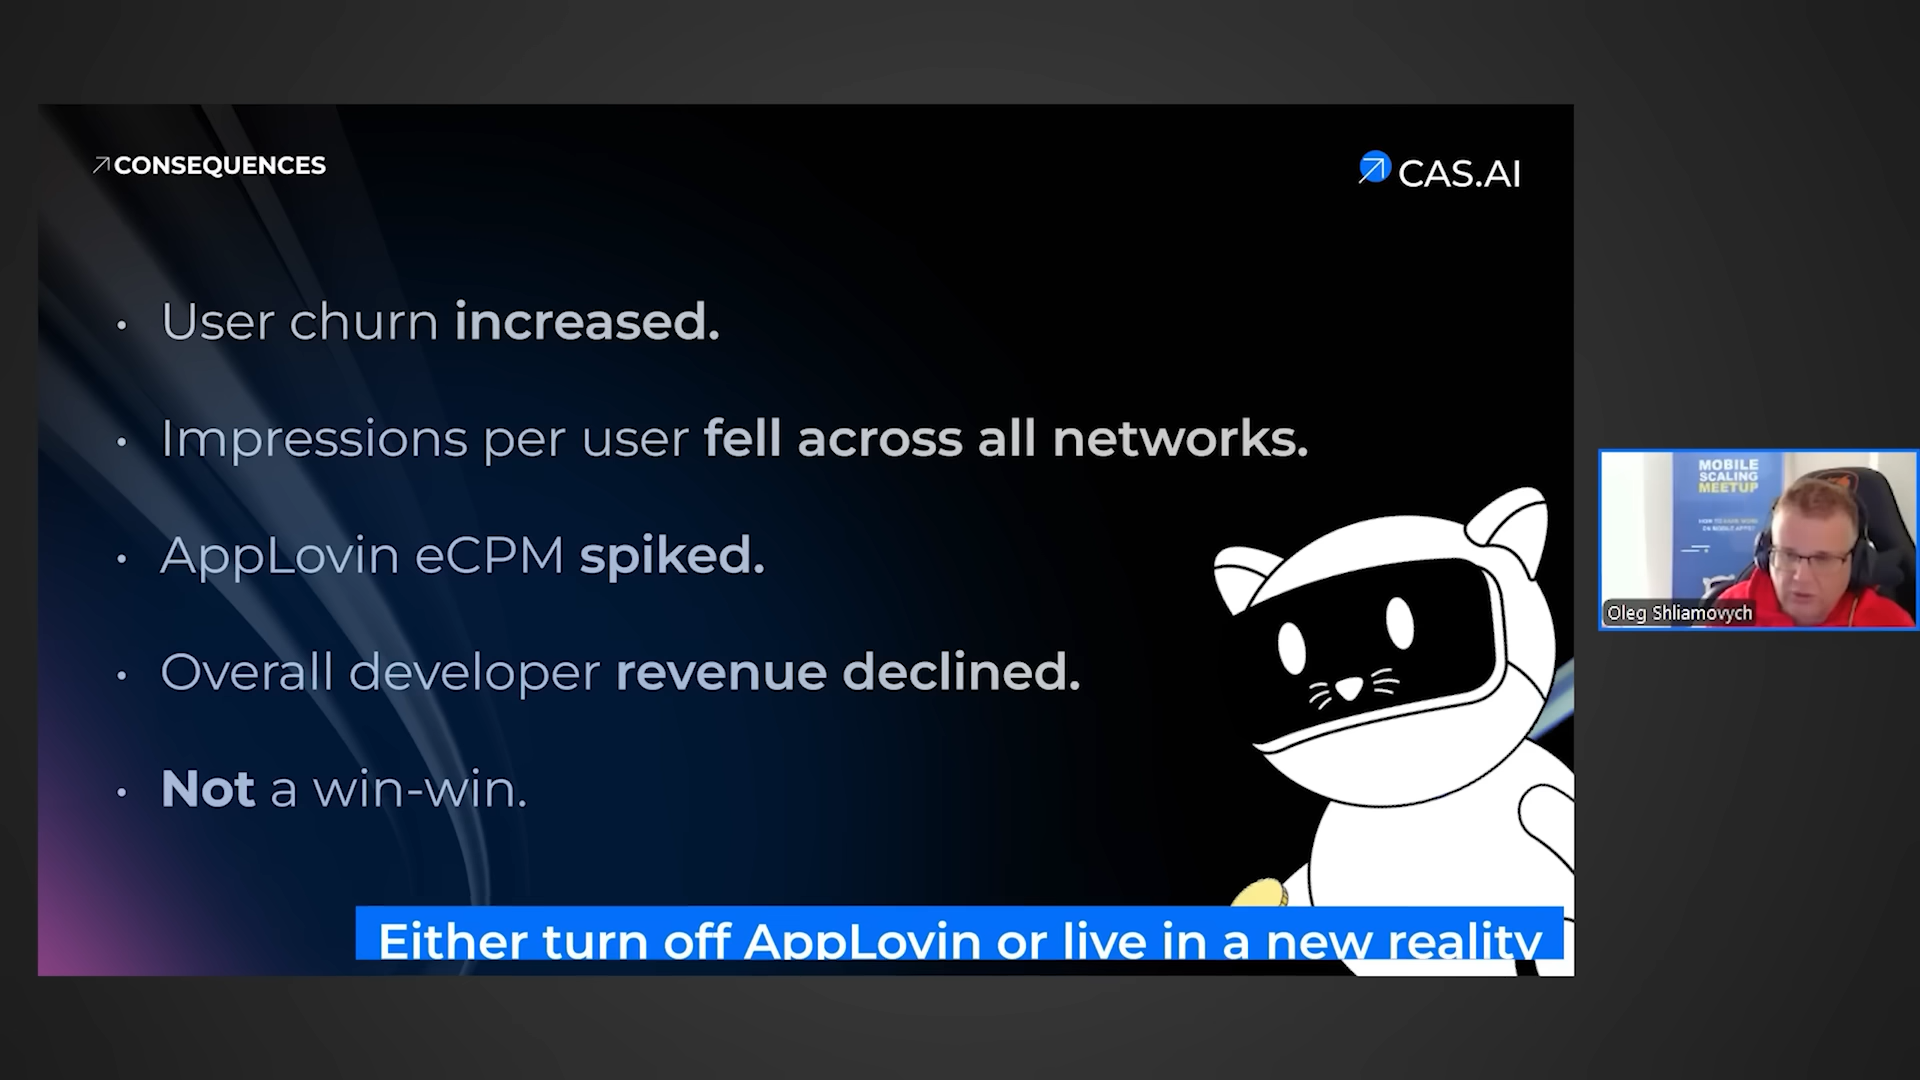 CONSEQUENCES
CAS.AI
• User churn increased.
• Impressions per user fell across all networks.
• AppLovin eCPM spiked.
• Overall developer revenue declined.
• Not a win-win.
Either turn off AppLovin or live in a new reality
MOBILE
SCALING
MEETUP
Oleg Shliamovych